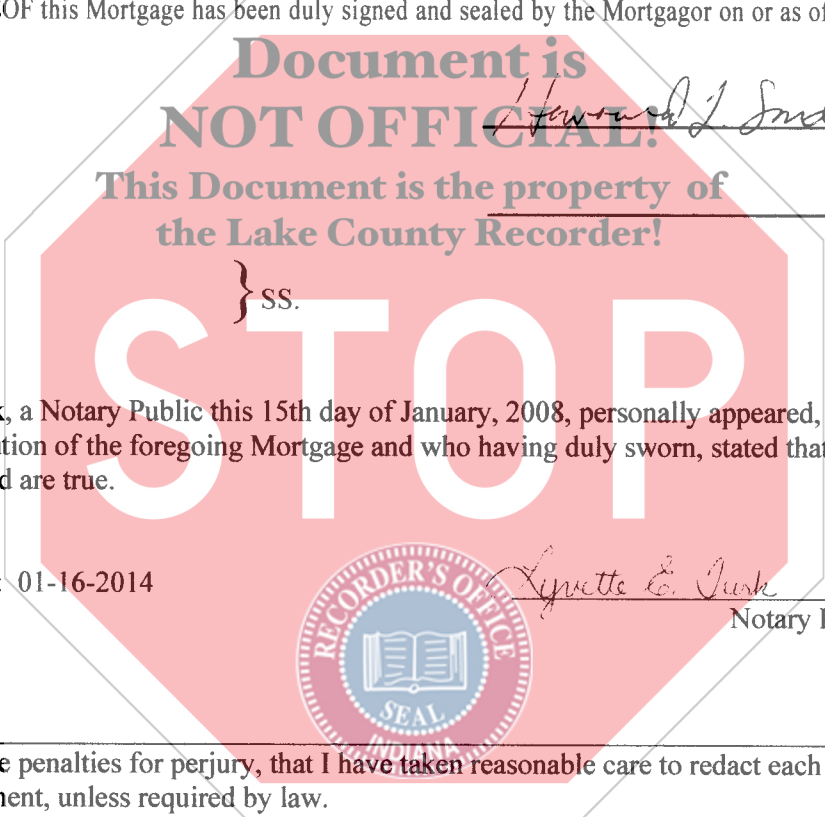 OF this Mortgage has been duly signed and sealed by the Mortgagor on or as of
Document is
NOT OFFICIAL!
This Document is the property of
the Lake County Recorder!
Howard L.
} SS.
STOP
, a Notary Public this 15th day of January, 2008, personally appeared,
tion of the foregoing Mortgage and who having duly sworn, stated that
d are true.
: 01-16-2014
Lyvette E. Turk
Notary
RECORDER'S OFFICE
SEAL
INDIANA
e penalties for perjury, that I have taken reasonable care to redact each
ment, unless required by law.